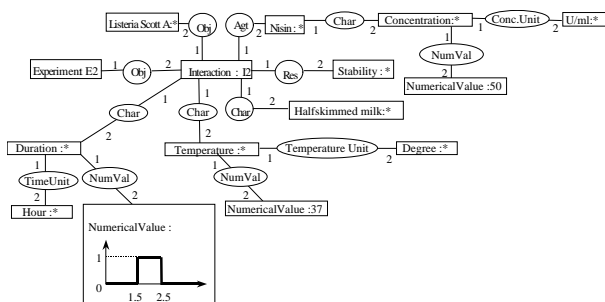 Listeria Scott A:* 1 Obj 1 Agt 2 Nisin: * 1 Char 2 Concentration:* 1 Conc.Unit 2 U/ml:*
2 1 1
NumVal
2
NumericalValue :50
Experiment E2 1 Obj 2 Interaction : I2 1 Res 2 Stability : *
1 1 1
Char Char Char 2 Halfskimmed milk:*
2 2
Duration :* Temperature :* 1 Temperature Unit 2 Degree : *
1 1 1
TimeUnit NumVal NumVal
2 2 2
Hour :* NumericalValue :37
NumericalValue :
1
0
1.5 2.5